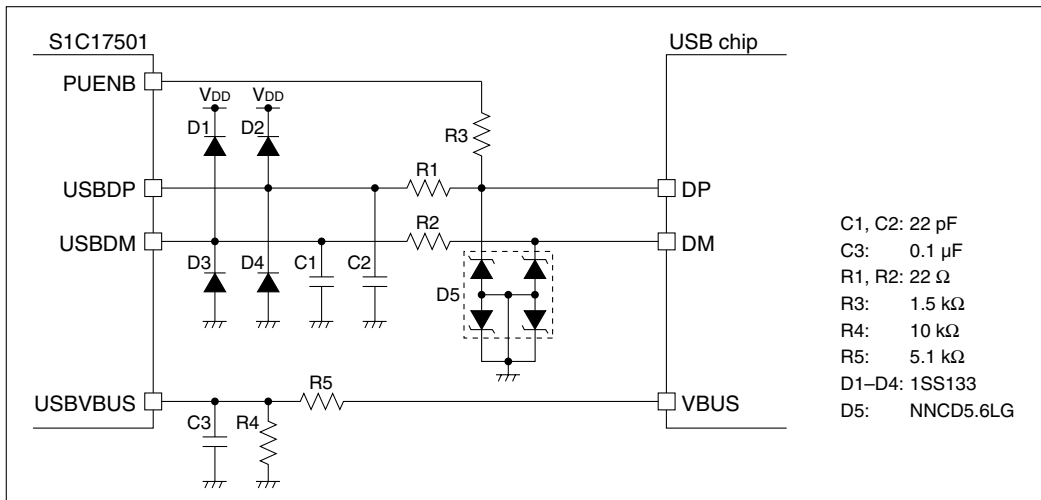 S1C17501
USB chip
PUENB
VDD
VDD
D1
D2
R3
R1
USBDP
DP
R2
USBDM
DM
D3
D4
C1
C2
D5
R5
USBVBUS
VBUS
C3
R4
C1, C2: 22 pF
C3: 0.1 µF
R1, R2: 22 Ω
R3: 1.5 kΩ
R4: 10 kΩ
R5: 5.1 kΩ
D1–D4: 1SS133
D5: NNCD5.6LG